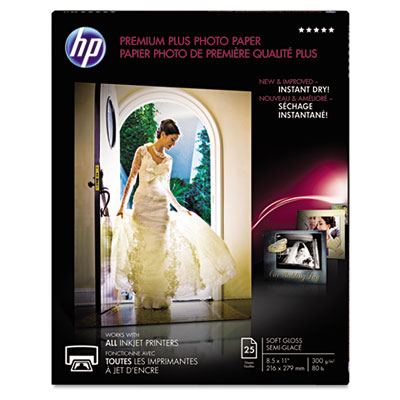 hp
PREMIUM PLUS PHOTO PAPER
PAPIER PHOTO DE PREMIÈRE QUALITÉ PLUS
NEW & IMPROVED –
INSTANT DRY!
NOUVEAU & AMÉLIORÉ –
SÉCHAGE
INSTANTANÉ!
WORKS WITH
ALL INKJET PRINTERS
FONCTIONNE AVEC
TOUTES LES IMPRIMANTES
À JET D'ENCRE
25
SOFT GLOSS
SEMI-GLACÉ
8.5 x 11"
216 x 279 mm
300 g/m²
80 lb